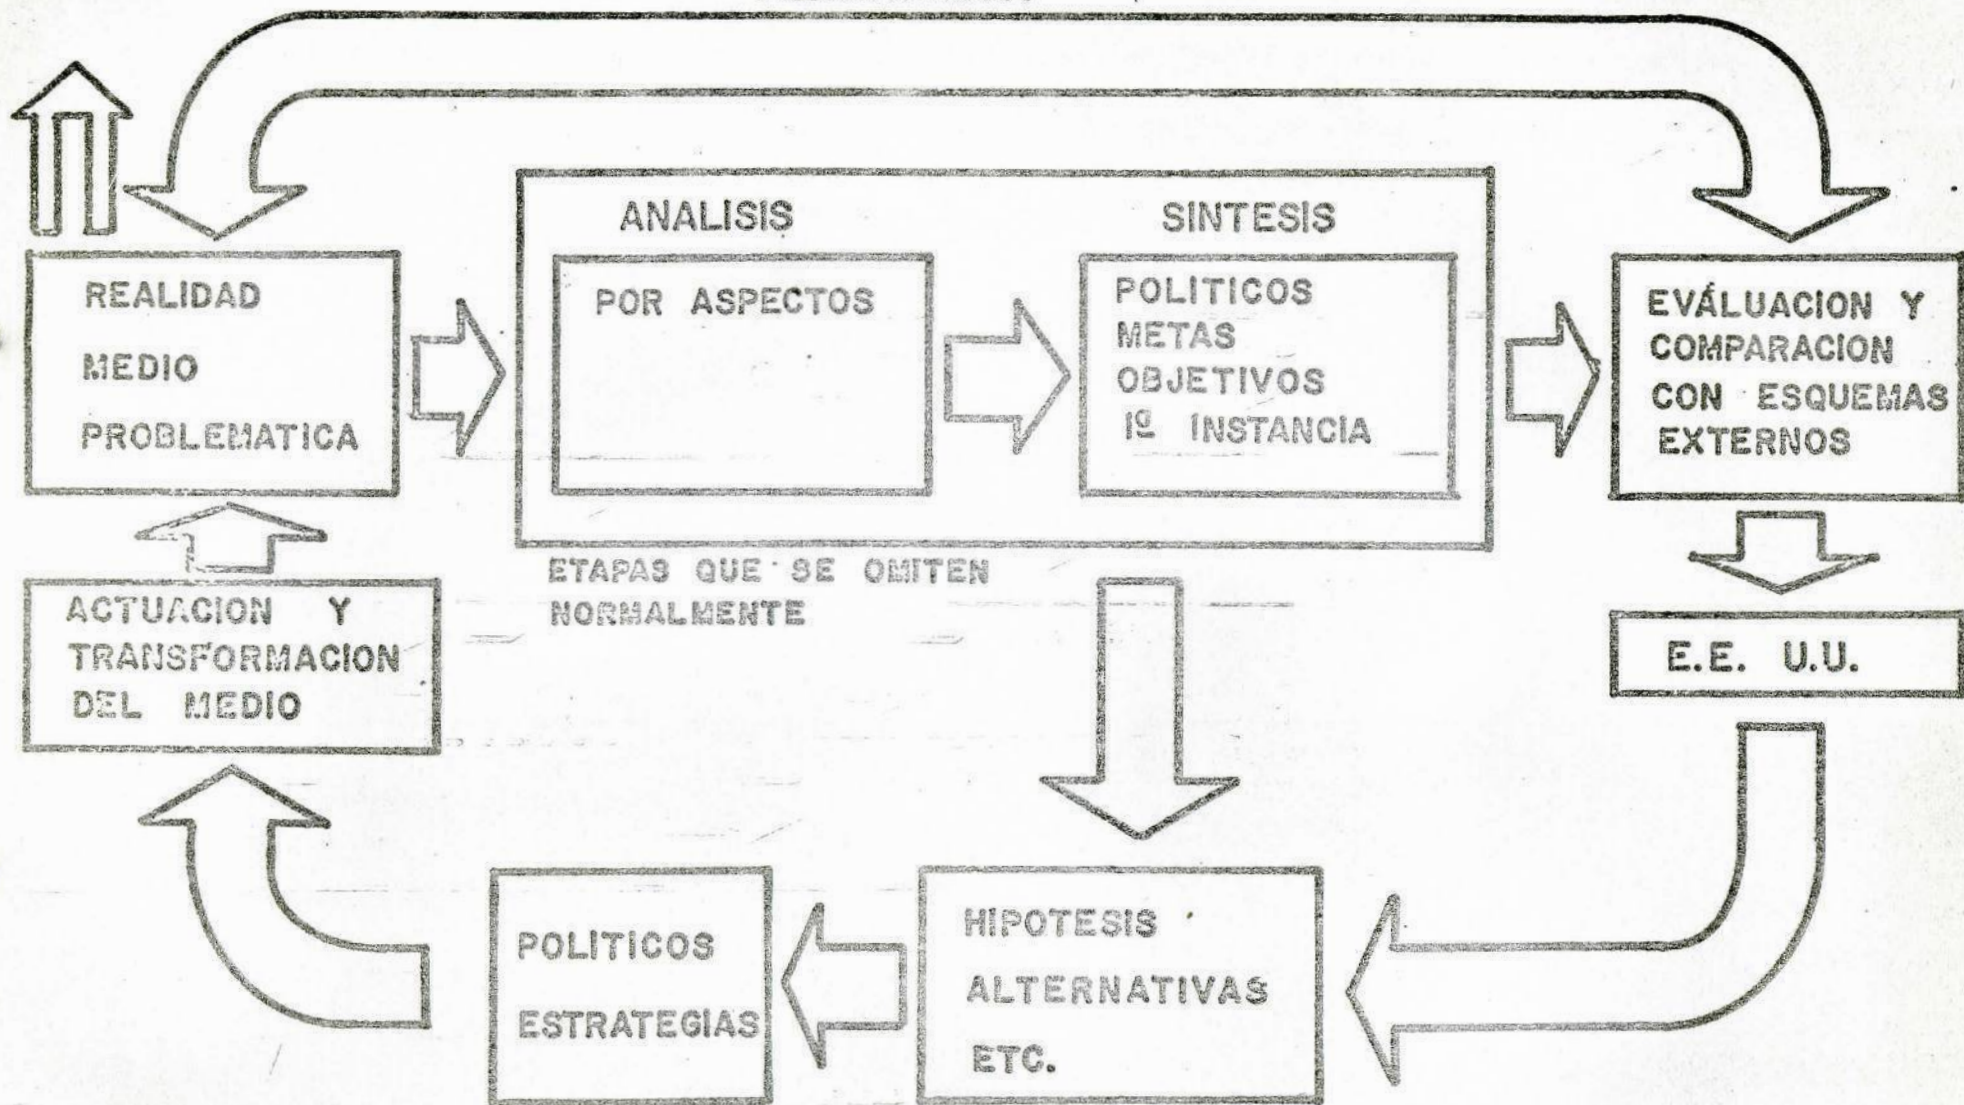 ANALISIS
SINTESIS
REALIDAD
MEDIO
PROBLEMATICA
POR ASPECTOS
POLITICOS
METAS
OBJETIVOS
1º INSTANCIA
EVÁLUACION Y
COMPARACION
CON ESQUEMAS
EXTERNOS
ETAPAS QUE SE OMITEN
NORMALMENTE
ACTUACION Y
TRANSFORMACION
DEL MEDIO
E.E. U.U.
POLITICOS
ESTRATEGIAS
HIPOTESIS
ALTERNATIVAS
ETC.